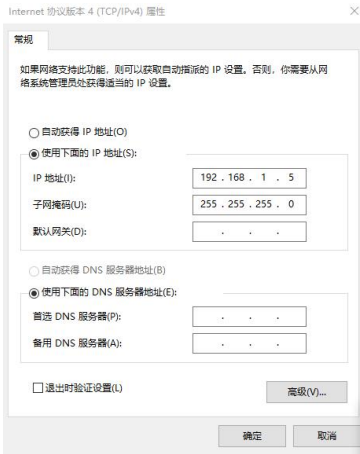 Internet 协议版本 4 (TCP/IPv4) 属性
常规
如果网络支持此功能，则可以获取自动指派的 IP 设置。否则，你需要从网
络系统管理员处获得适当的 IP 设置。
自动获得 IP 地址(O)
使用下面的 IP 地址(S):
IP 地址(I): 192 . 168 . 1 . 5
子网掩码(U): 255 . 255 . 255 . 0
默认网关(D): . . .
自动获得 DNS 服务器地址(B)
使用下面的 DNS 服务器地址(E):
首选 DNS 服务器(P): . . .
备用 DNS 服务器(A): . . .
退出时验证设置(L)
高级(V)...
确定 取消